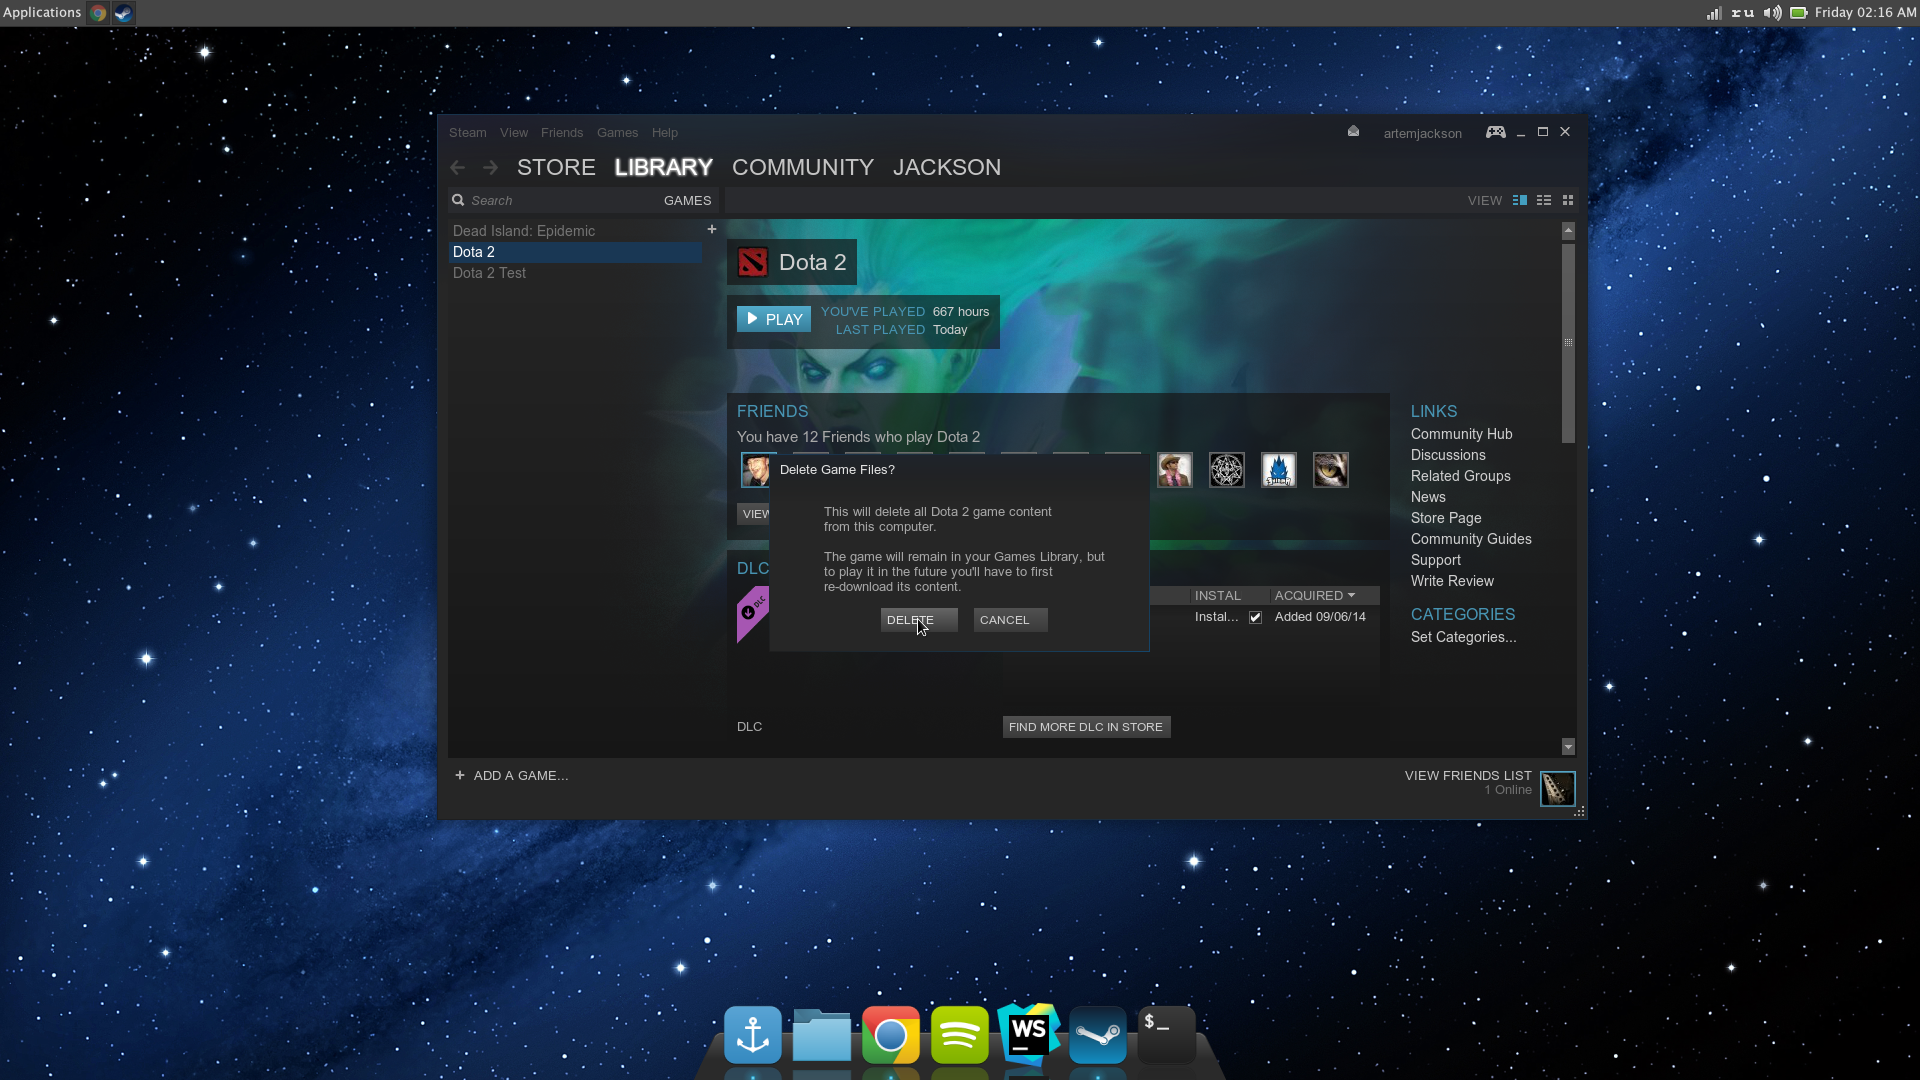 Applications
ru
Friday 02:16 AM
Steam View Friends Games Help
artemjackson
STORE LIBRARY COMMUNITY JACKSON
Search
GAMES
VIEW
Dead Island: Epidemic
+
Dota 2
Dota 2 Test
Dota 2
PLAY
YOU'VE PLAYED 667 hours
LAST PLAYED Today
FRIENDS
You have 12 Friends who play Dota 2
VIEW
Delete Game Files?
This will delete all Dota 2 game content
from this computer.
The game will remain in your Games Library, but
to play it in the future you'll have to first
re-download its content.
DELETE
CANCEL
DLC
DLC
INSTAL
ACQUIRED
Instal...
Added 09/06/14
DLC
FIND MORE DLC IN STORE
LINKS
Community Hub
Discussions
Related Groups
News
Store Page
Community Guides
Support
Write Review
CATEGORIES
Set Categories...
+ ADD A GAME...
VIEW FRIENDS LIST
1 Online
WS
$_